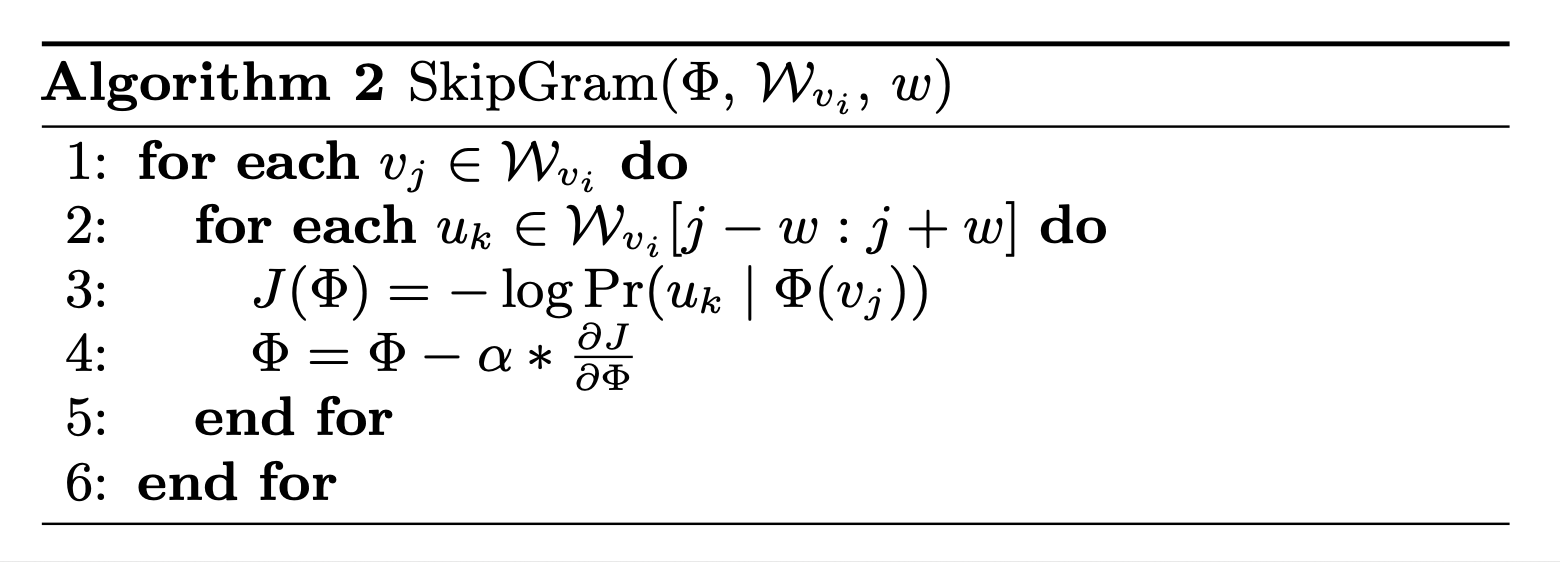 Algorithm 2 SkipGram(Φ, 𝒲_{v_i}, w)
1: for each v_j ∈ 𝒲_{v_i} do
2: for each u_k ∈ 𝒲_{v_i}[j − w : j + w] do
3: J(Φ) = − log Pr(u_k | Φ(v_j))
4: Φ = Φ − α * ∂J/∂Φ
5: end for
6: end for